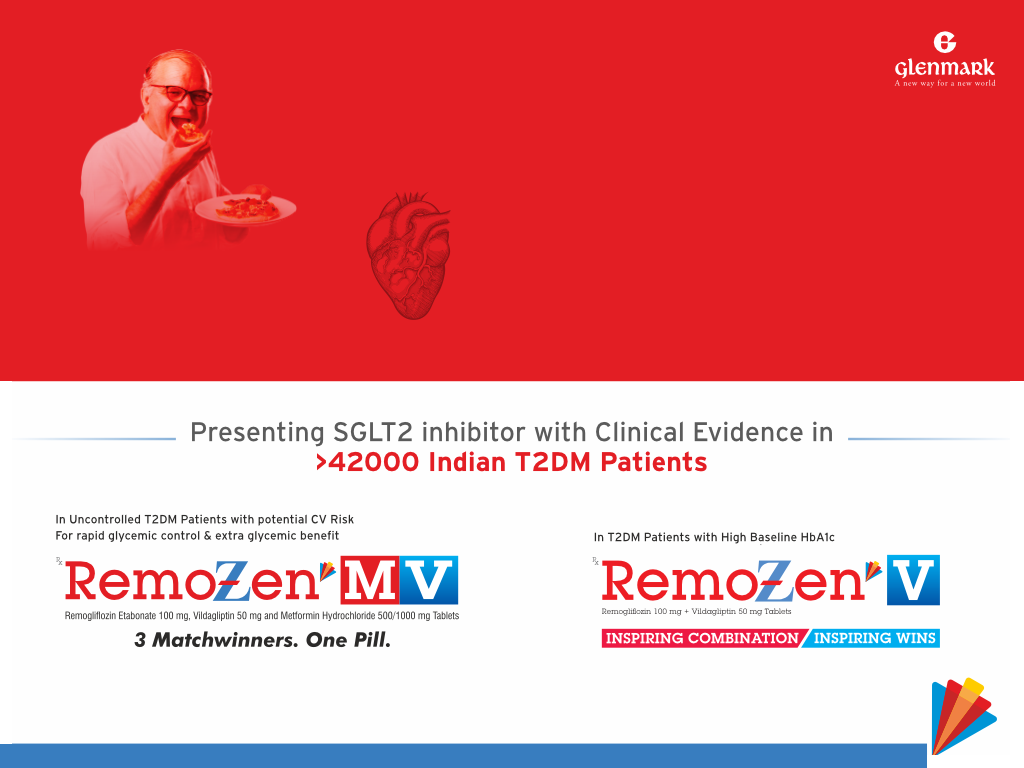 GLENMARK
A new way for a new world
Presenting SGLT2 inhibitor with Clinical Evidence in
>42000 Indian T2DM Patients
In Uncontrolled T2DM Patients with potential CV Risk
For rapid glycemic control & extra glycemic benefit
Rx RemoZen MV
Remogliflozin Etabonate 100 mg, Vildagliptin 50 mg and Metformin Hydrochloride 500/1000 mg Tablets
3 Matchwinners. One Pill.
In T2DM Patients with High Baseline HbA1c
Rx RemoZen V
Remogliflozin 100 mg + Vildagliptin 50 mg Tablets
INSPIRING COMBINATION INSPIRING WINS